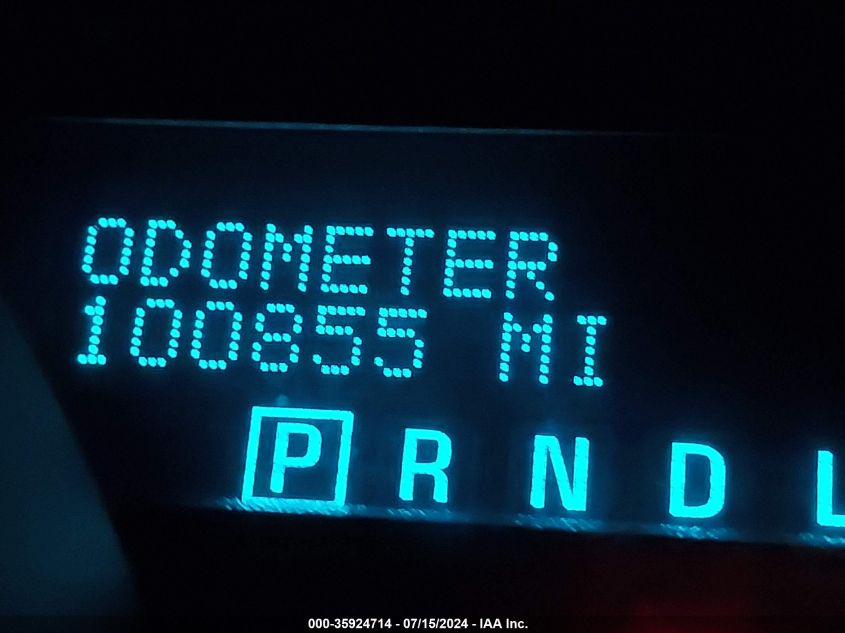 ODOMETER
100855 MI
P R N D L
000-35924714 - 07/15/2024 - IAA Inc.